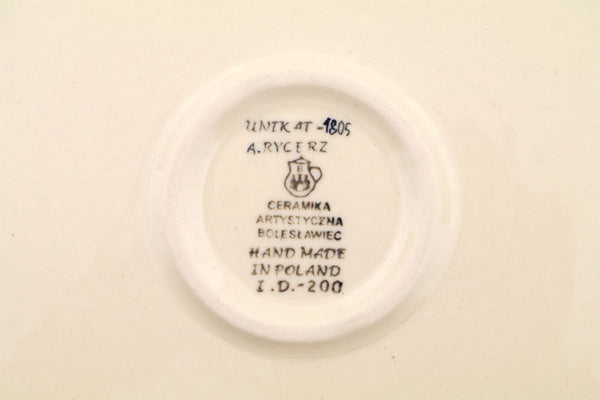 UNIKAT-1805
A.RYCERZ
B
CERAMIKA
ARTYSTYCZNA
BOLESŁAWIEC
HAND MADE
IN POLAND
I.D.-200